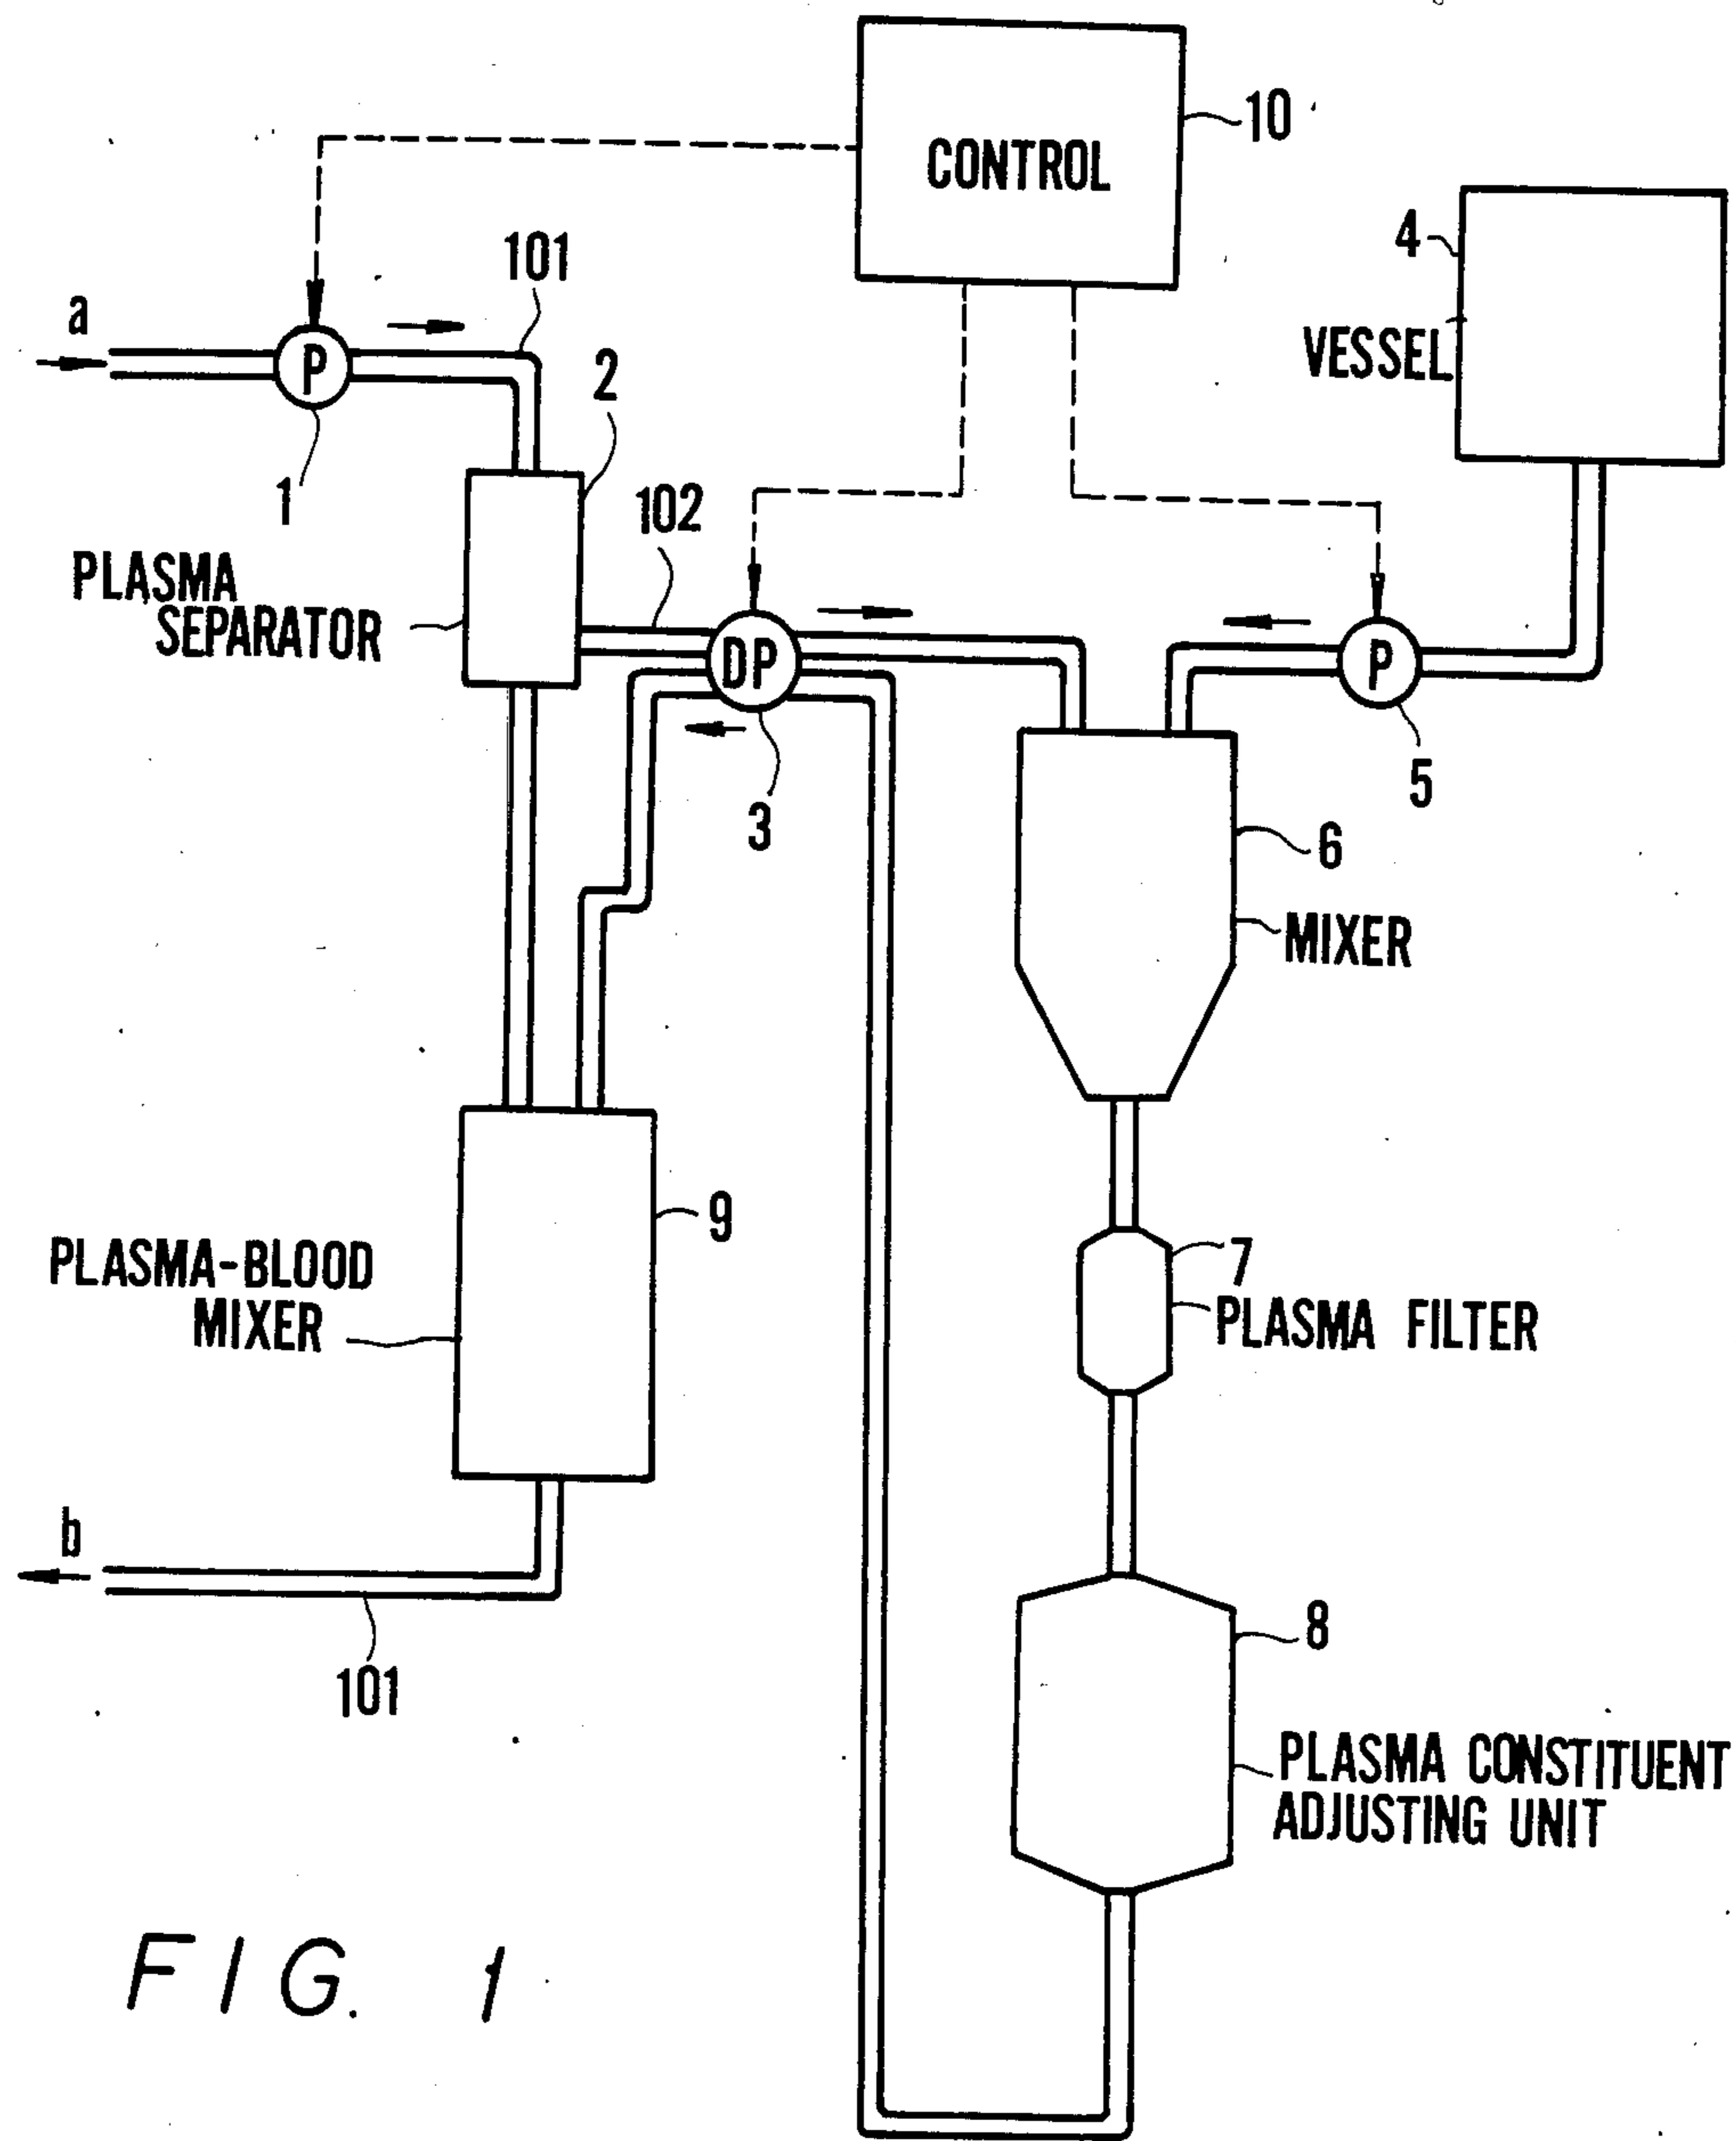 10
CONTROL
4
101
a
VESSEL
P
2
1
102
PLASMA
SEPARATOR
DP
P
3
5
6
MIXER
9
7
PLASMA-BLOOD
MIXER
PLASMA FILTER
b
8
101
PLASMA CONSTITUENT
ADJUSTING UNIT
FIG. 1